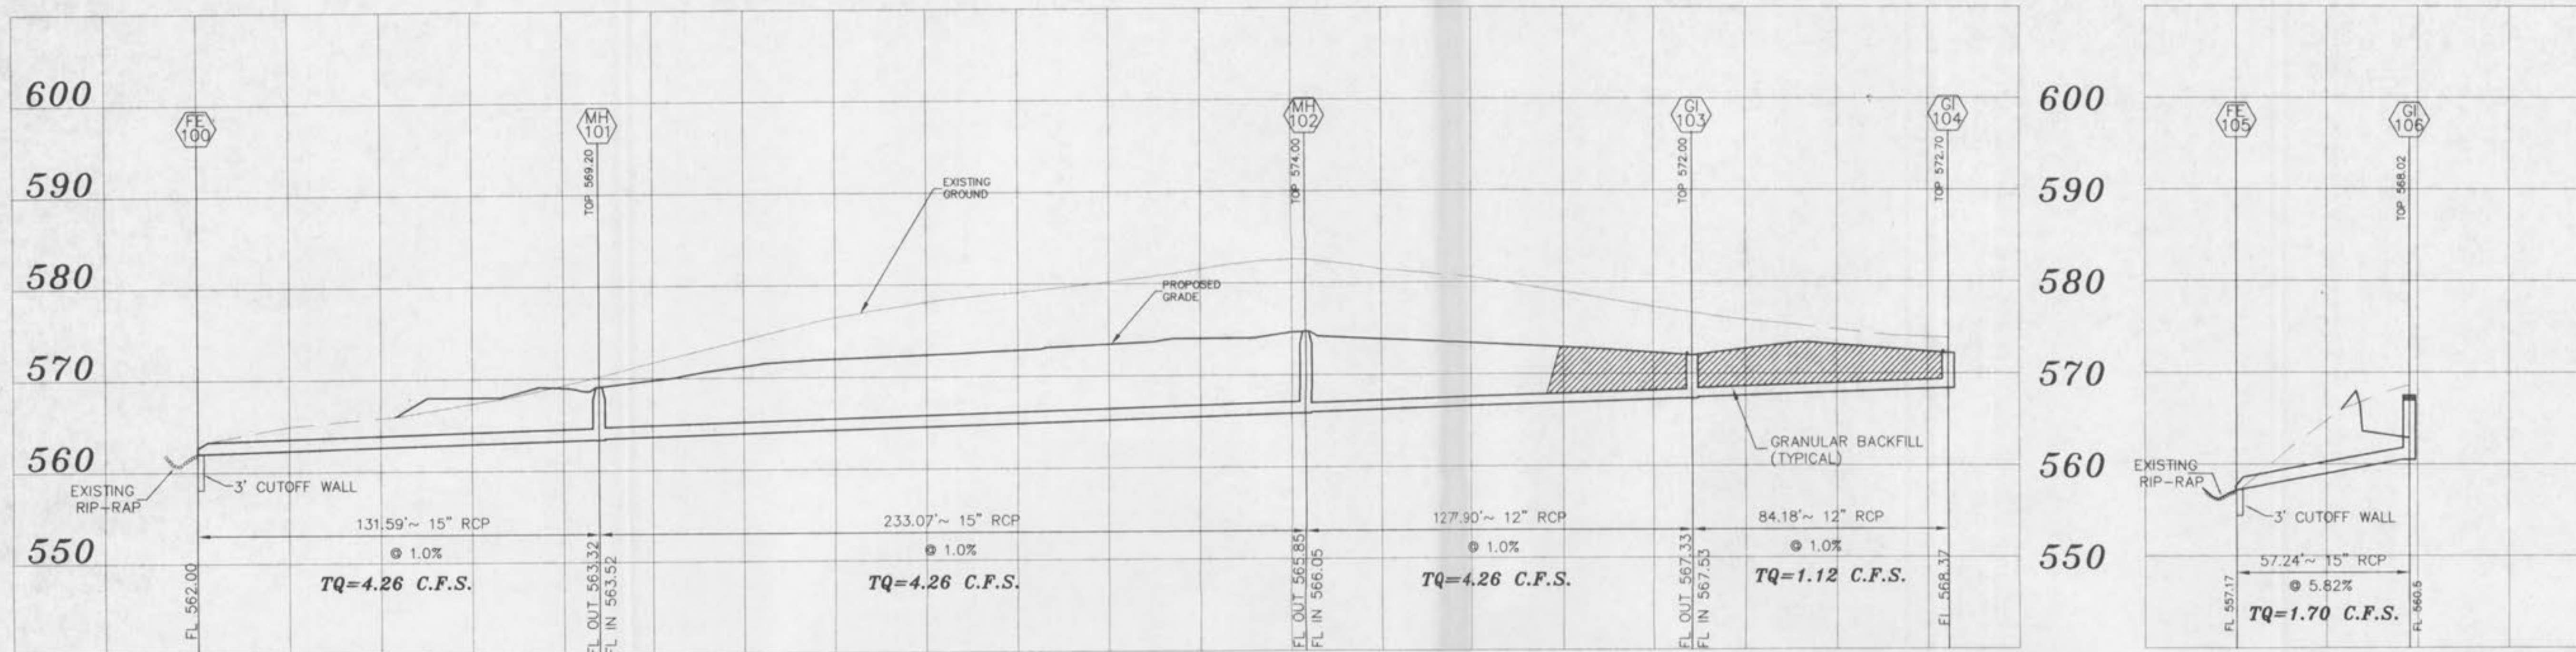 600
590
580
570
560
550
FE
100
MH
101
TOP 569.20
EXISTING
GROUND
PROPOSED
GRADE
MH
102
TOP 574.00
GI
103
TOP 572.00
GI
104
TOP 572.70
EXISTING
RIP-RAP
3' CUTOFF WALL
GRANULAR BACKFILL
(TYPICAL)
131.59'~ 15" RCP
@ 1.0%
TQ=4.26 C.F.S.
233.07'~ 15" RCP
@ 1.0%
TQ=4.26 C.F.S.
127.90'~ 12" RCP
@ 1.0%
TQ=4.26 C.F.S.
84.18'~ 12" RCP
@ 1.0%
TQ=1.12 C.F.S.
FL 562.00
FL OUT 563.32
FL IN 563.52
FL OUT 565.85
FL IN 566.05
FL OUT 567.33
FL IN 567.53
FL 568.37
600
590
580
570
560
550
FE
105
GI
106
TOP 568.02
EXISTING
RIP-RAP
3' CUTOFF WALL
57.24'~ 15" RCP
@ 5.82%
TQ=1.70 C.F.S.
FL 557.17
FL 560.5